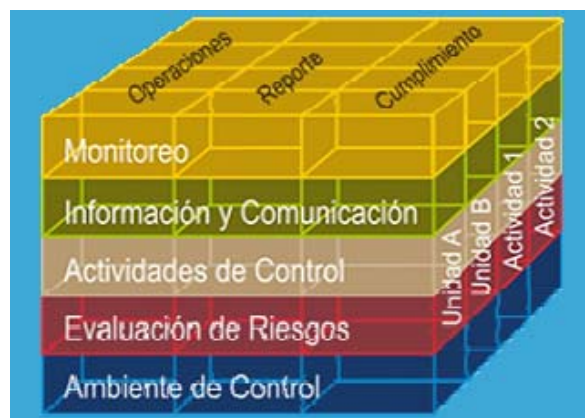 Operaciones
Reporte
Cumplimiento
Monitoreo
Información y Comunicación
Actividades de Control
Evaluación de Riesgos
Ambiente de Control
Unidad A
Unidad B
Actividad 1
Actividad 2